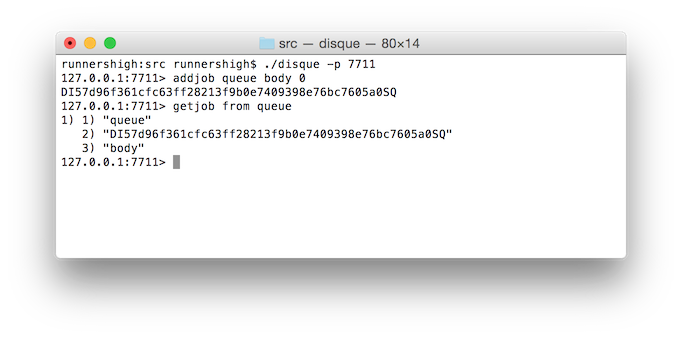 src — disque — 80×14
runnershigh:src runnershigh$ ./disque -p 7711
127.0.0.1:7711> addjob queue body 0
DI57d96f361cfc63ff28213f9b0e7409398e76bc7605a0SQ
127.0.0.1:7711> getjob from queue
1) 1) "queue"
   2) "DI57d96f361cfc63ff28213f9b0e7409398e76bc7605a0SQ"
   3) "body"
127.0.0.1:7711>